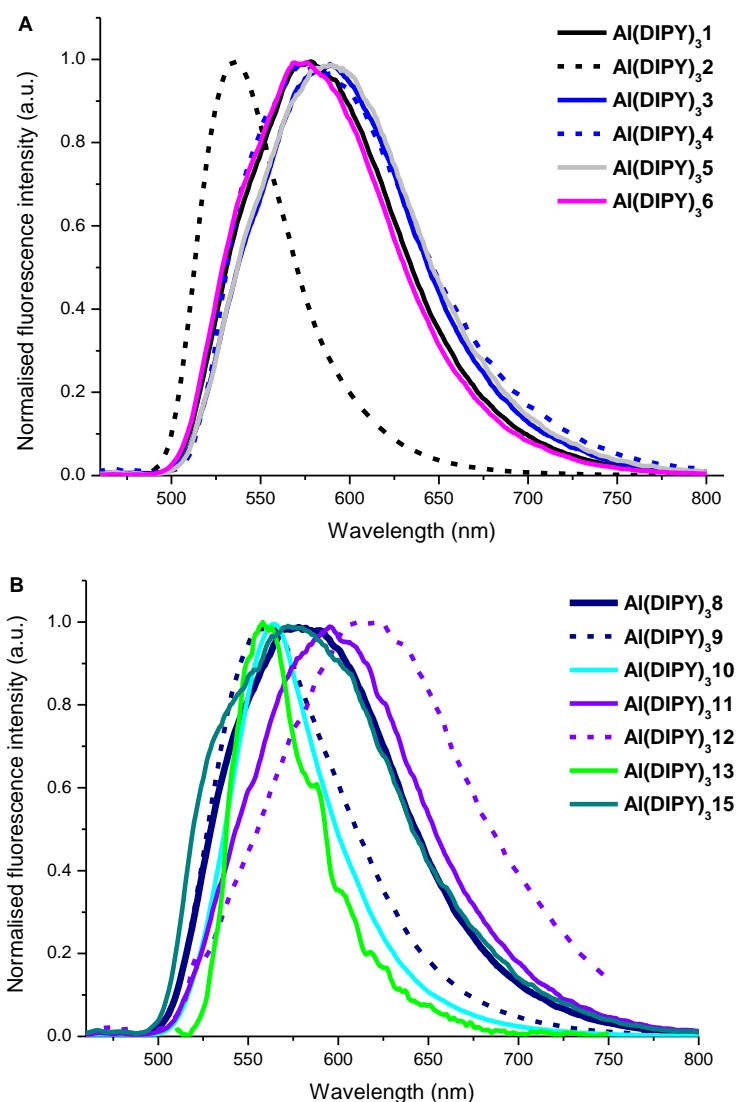 A
Normalised fluorescence intensity (a.u.)
1.0
0.8
0.6
0.4
0.2
0.0
500 550 600 650 700 750 800
Wavelength (nm)
Al(DIPY)₃1
Al(DIPY)₃2
Al(DIPY)₃3
Al(DIPY)₃4
Al(DIPY)₃5
Al(DIPY)₃6
B
Normalised fluorescence intensity (a.u.)
1.0
0.8
0.6
0.4
0.2
0.0
500 550 600 650 700 750 800
Wavelength (nm)
Al(DIPY)₃8
Al(DIPY)₃9
Al(DIPY)₃10
Al(DIPY)₃11
Al(DIPY)₃12
Al(DIPY)₃13
Al(DIPY)₃15